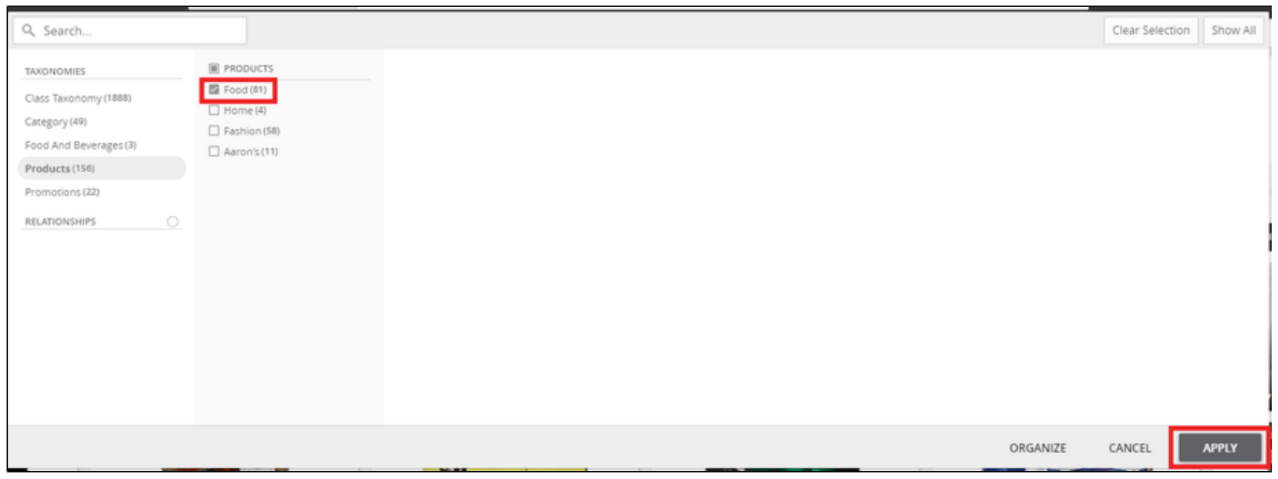 Search...
Clear Selection
Show All
TAXONOMIES
Class Taxonomy (1888)
Category (49)
Food And Beverages (3)
Products (156)
Promotions (22)
RELATIONSHIPS
PRODUCTS
Food (81)
Home (4)
Fashion (58)
Aaron's (11)
ORGANIZE
CANCEL
APPLY